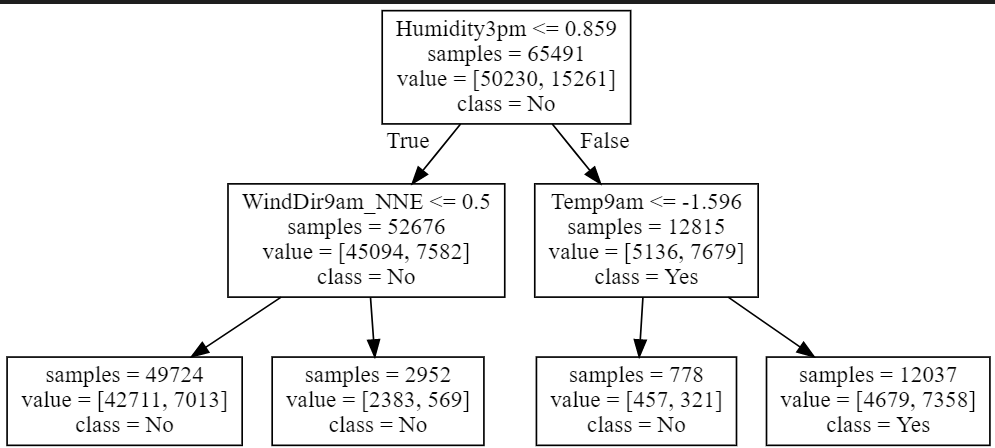 Humidity3pm <= 0.859
samples = 65491
value = [50230, 15261]
class = No
True
False
WindDir9am_NNE <= 0.5
samples = 52676
value = [45094, 7582]
class = No
Temp9am <= -1.596
samples = 12815
value = [5136, 7679]
class = Yes
samples = 49724
value = [42711, 7013]
class = No
samples = 2952
value = [2383, 569]
class = No
samples = 778
value = [457, 321]
class = No
samples = 12037
value = [4679, 7358]
class = Yes